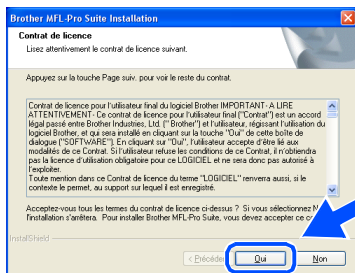 Brother MFL-Pro Suite Installation
Contrat de licence
Lisez attentivement le contrat de licence suivant.
Appuyez sur la touche Page suiv. pour voir le reste du contrat.
Contrat de licence pour l'utilisateur final du logiciel Brother IMPORTANT- A LIRE
ATTENTIVEMENT- Ce contrat de licence pour l'utilisateur final ("Contrat") est un accord
légal passé entre Brother Industries, Ltd. (" Brother") et l'utilisateur, régissant l'utilisation du
logiciel Brother, et qui sera installé en cliquant sur la touche "Oui" de cette boîte de
dialogue ("SOFTWARE"). En cliquant sur "Oui", l'utilisateur accepte d'être lié aux
modalités de ce Contrat. Si l'utilisateur refuse les conditions de ce Contrat, il n'obtiendra
pas la licence d'utilisation obligatoire pour ce LOGICIEL et ne sera donc pas autorisé à
l'exploiter.
Toute mention dans ce Contrat de licence du terme "LOGICIEL" renverra aussi, si le
contexte le permet, au support sur lequel il est enregistré.
Acceptez-vous tous les termes du contrat de licence ci-dessus ? Si vous sélectionnez N
l'installation s'arrêtera. Pour installer Brother MFL-Pro Suite, vous devez accepter ce co
InstallShield
< Précéden
Oui
Non